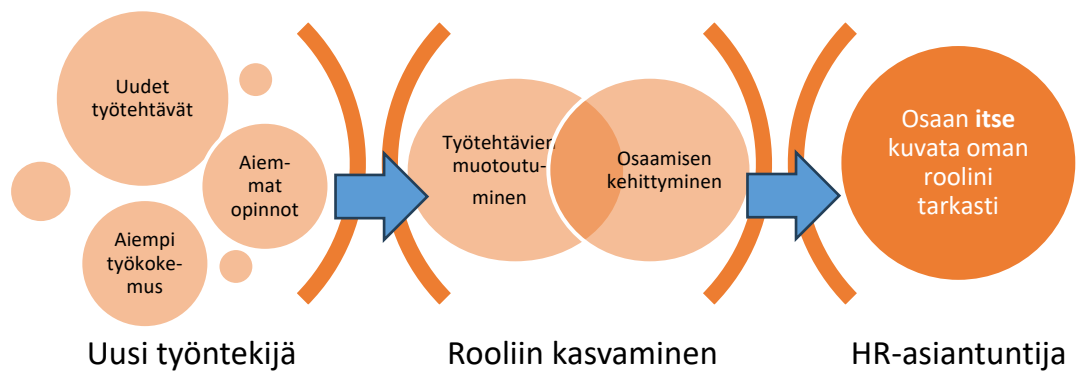 Uudet
työtehtävät
Aiem-
mat
opinnot
Aiempi
työkoke-
mus
Uusi työntekijä
Työtehtävien
muotoutu-
minen
Osaamisen
kehittyminen
Rooliin kasvaminen
Osaan itse
kuvata oman
roolini
tarkasti
HR-asiantuntija